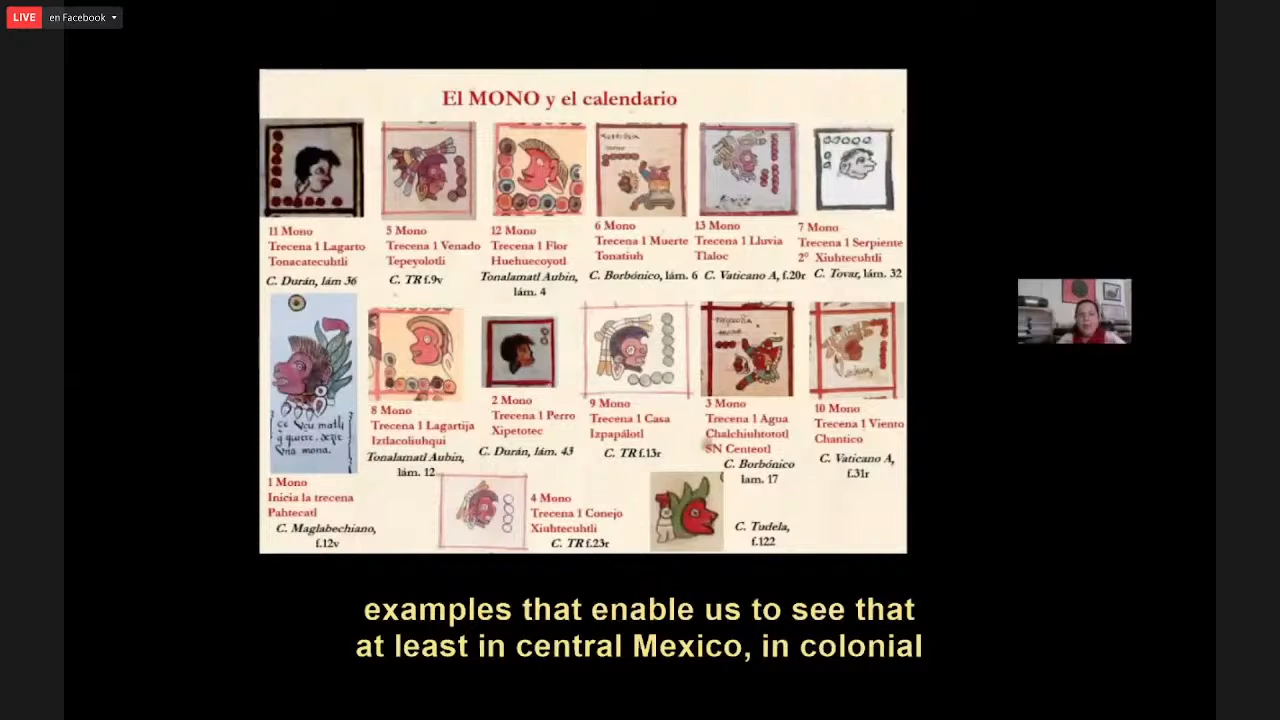 LIVE en Facebook
El MONO y el calendario
11 Mono
Trecena 1 Lagarto
Tonacatecuhtli
C. Durán, lám 36
5 Mono
Trecena 1 Venado
Tepeyolotli
C. TR f.9v
12 Mono
Trecena 1 Flor
Huehuecoyotl
Tonalamatl Aubin,
lám. 4
6 Mono
Trecena 1 Muerte
Tonatiuh
C. Borbónico, lám. 6
13 Mono
Trecena 1 Lluvia
Tlaloc
C. Vaticano A, f.20r
7 Mono
Trecena 1 Serpiente
2° Xiuhtecuhtli
C. Tovar, lám. 32
ce
quiere
Vna mona.
1 Mono
Inicia la trecena
Pahtecatl
C. Maglabechiano,
f.12v
8 Mono
Trecena 1 Lagartija
Iztlacoliuhqui
Tonalamatl Aubin,
lám. 12
2 Mono
Trecena 1 Perro
Xipetotec
C. Durán, lám. 43
9 Mono
Trecena 1 Casa
Izpapálotl
C. TR f.13r
3 Mono
Trecena 1 Agua
Chalchiuhtototl
SN Centeotl
C. Borbónico
lam. 17
10 Mono
Trecena 1 Viento
Chantico
C. Vaticano A,
f.31r
4 Mono
Trecena 1 Conejo
Xiuhtecuhtli
C. TR f.23r
C. Tudela,
f.122
examples that enable us to see that
at least in central Mexico, in colonial